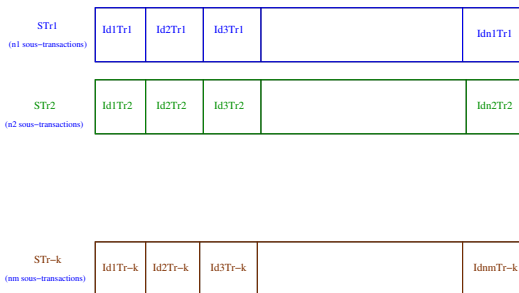 STr1
(n1 sous-transactions)
Id1Tr1 Id2Tr1 Id3Tr1 Idn1Tr1
STr2
(n2 sous-transactions)
Id1Tr2 Id2Tr2 Id3Tr2 Idn2Tr2
STr-k
(nm sous-transactions)
Id1Tr-k Id2Tr-k Id3Tr-k IdnmTr-k